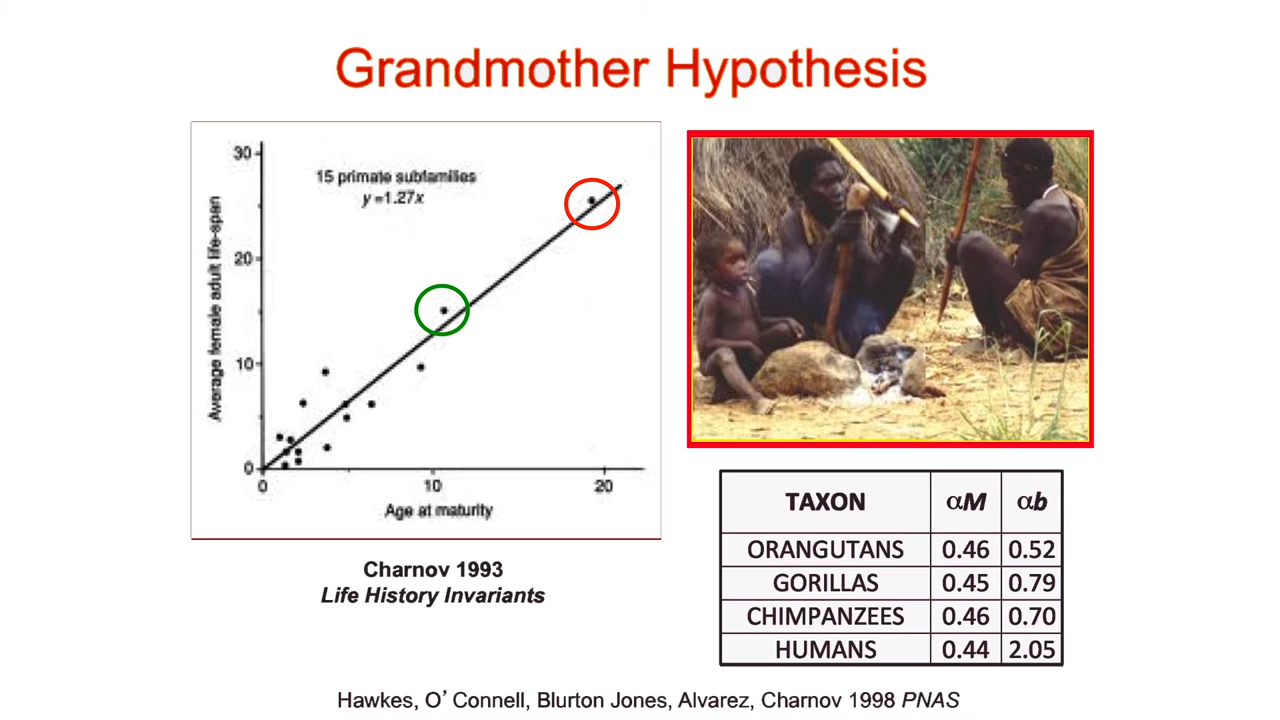 Grandmother Hypothesis
30
15 primate subfamilies
y =1.27x
20
10
0
0 10 20
Average female adult life-span
Age at maturity
Charnov 1993
Life History Invariants
TAXON αM αb
ORANGUTANS 0.46 0.52
GORILLAS 0.45 0.79
CHIMPANZEES 0.46 0.70
HUMANS 0.44 2.05
Hawkes, O’ Connell, Blurton Jones, Alvarez, Charnov 1998 PNAS